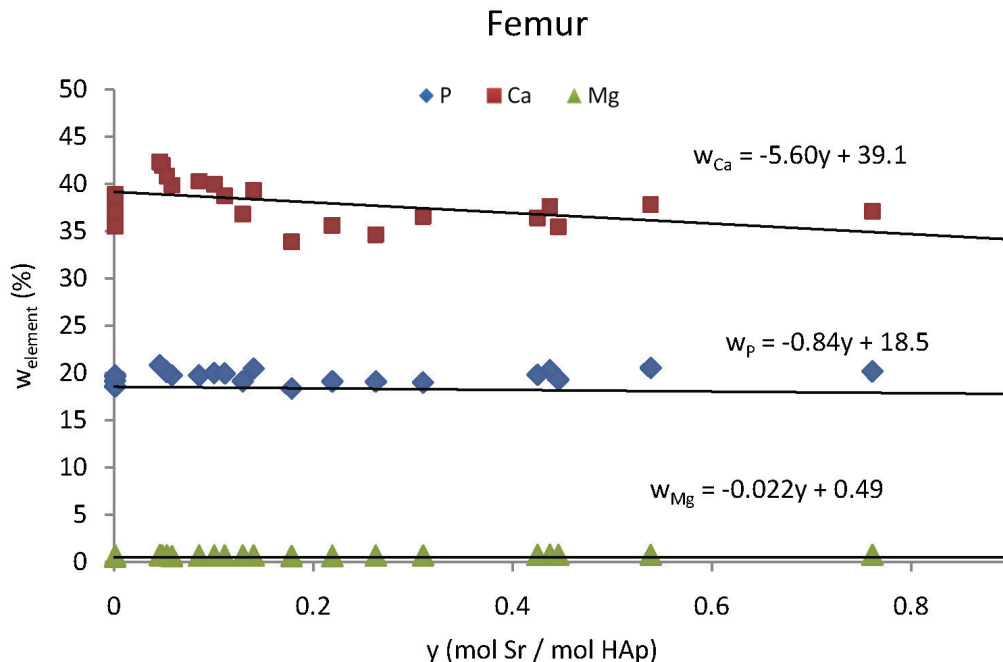 Femur
P Ca Mg
50
45
40
35
30
25
20
15
10
5
0
w_element (%)
w_Ca = -5.60y + 39.1
w_P = -0.84y + 18.5
w_Mg = -0.022y + 0.49
0 0.2 0.4 0.6 0.8
y (mol Sr / mol HAp)